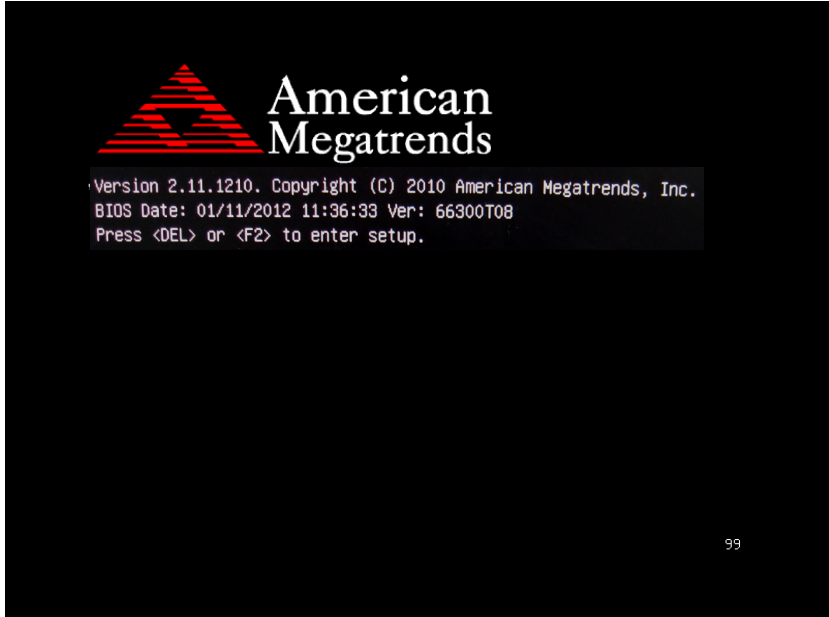 American
Megatrends
Version 2.11.1210. Copyright (C) 2010 American Megatrends, Inc.
BIOS Date: 01/11/2012 11:36:33 Ver: 66300T08
Press <DEL> or <F2> to enter setup.
99